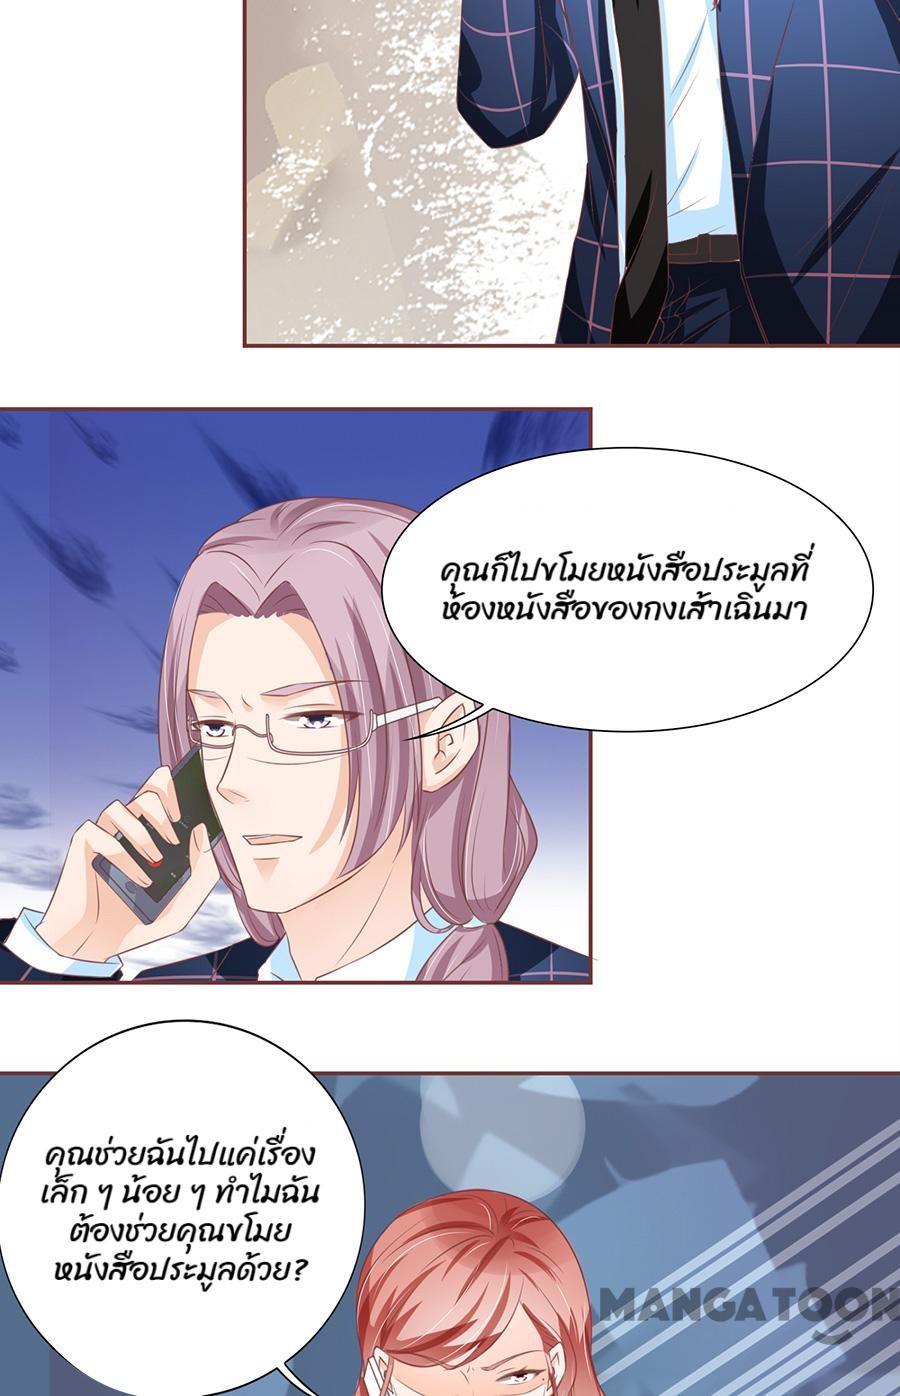 คุณก็ไปขโมยหนังสือประมูลที่
ห้องหนังสือของกงเส้าเฉินมา
คุณช่วยฉันไปแค่เรื่อง
เล็ก ๆ น้อย ๆ ทำไมฉัน
ต้องช่วยคุณขโมย
หนังสือประมูลด้วย?
MANGATOON